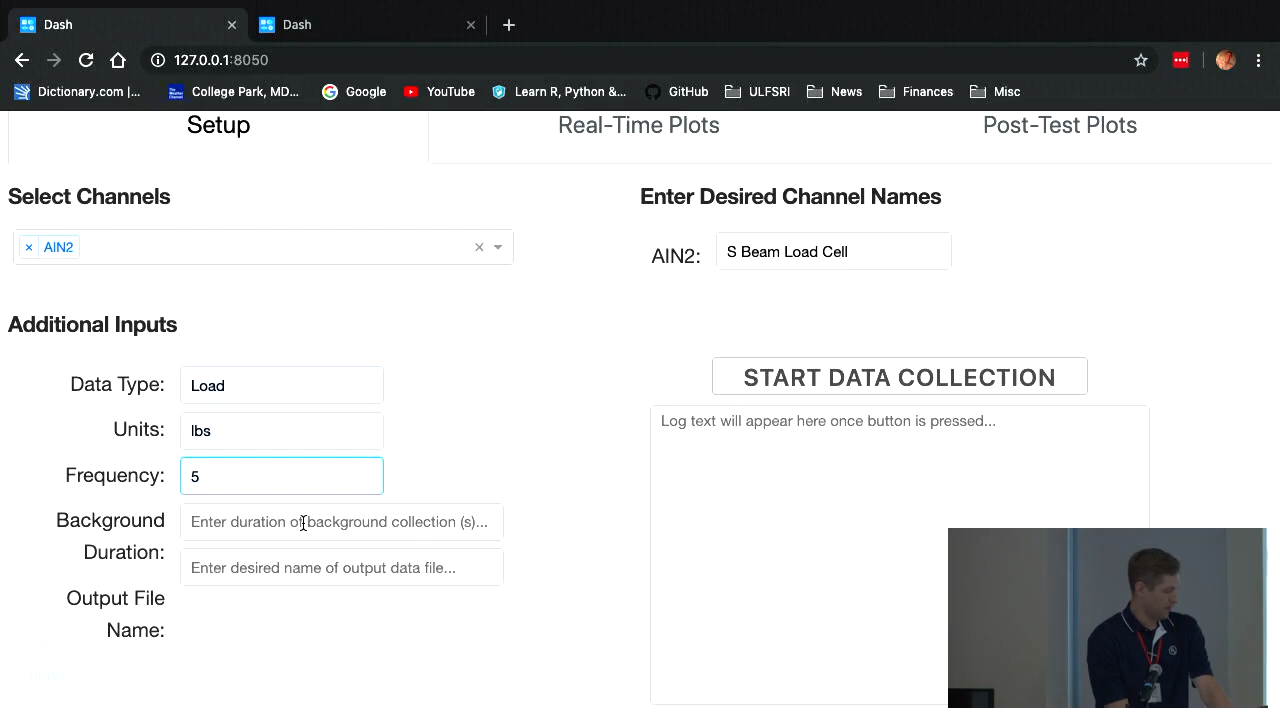 Dash
Dash
127.0.0.1:8050
Dictionary.com |...
College Park, MD...
Google
YouTube
Learn R, Python &...
GitHub
ULFSRI
News
Finances
Misc
Setup
Real-Time Plots
Post-Test Plots
Select Channels
Enter Desired Channel Names
× AIN2
AIN2:
S Beam Load Cell
Additional Inputs
Data Type:
Load
START DATA COLLECTION
Units:
lbs
Log text will appear here once button is pressed...
Frequency:
5
Background
Duration:
Enter duration of background collection (s)...
Enter desired name of output data file...
Output File
Name: